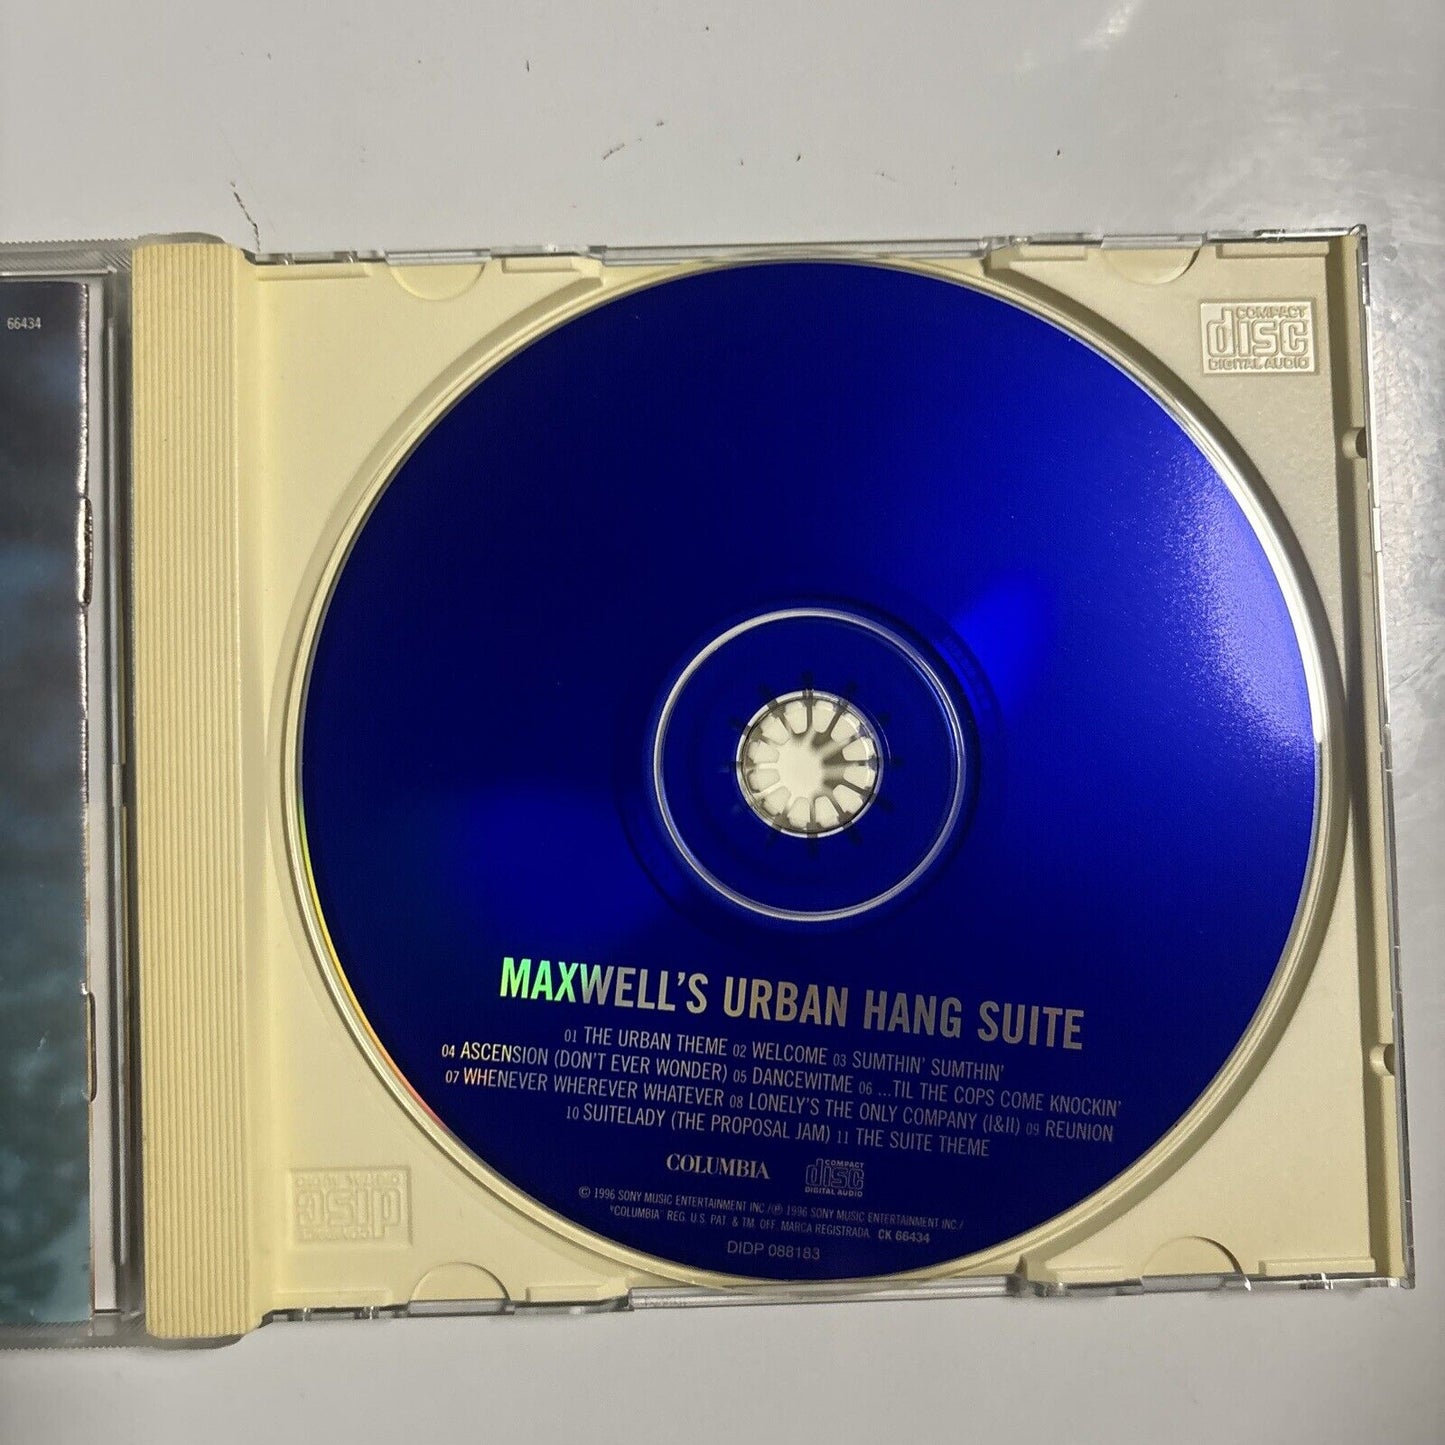 66434
COMPACT
disc
DIGITAL AUDIO
MAXWELL'S URBAN HANG SUITE
01 THE URBAN THEME 02 WELCOME 03 SUMTHIN' SUMTHIN'
04 ASCENSION (DON'T EVER WONDER) 05 DANCEWITME 06 ...TIL THE COPS COME KNOCKIN'
07 WHENEVER WHEREVER WHATEVER 08 LONELY'S THE ONLY COMPANY (I&II) 09 REUNION
10 SUITELADY (THE PROPOSAL JAM) 11 THE SUITE THEME
COLUMBIA
COMPACT
disc
DIGITAL AUDIO
© 1996 SONY MUSIC ENTERTAINMENT INC./℗ 1996 SONY MUSIC ENTERTAINMENT INC./
"COLUMBIA" REG. U.S. PAT. & TM. OFF. MARCA REGISTRADA. CK 66434
DIDP 088183
COMPACT
disc
DIGITAL AUDIO